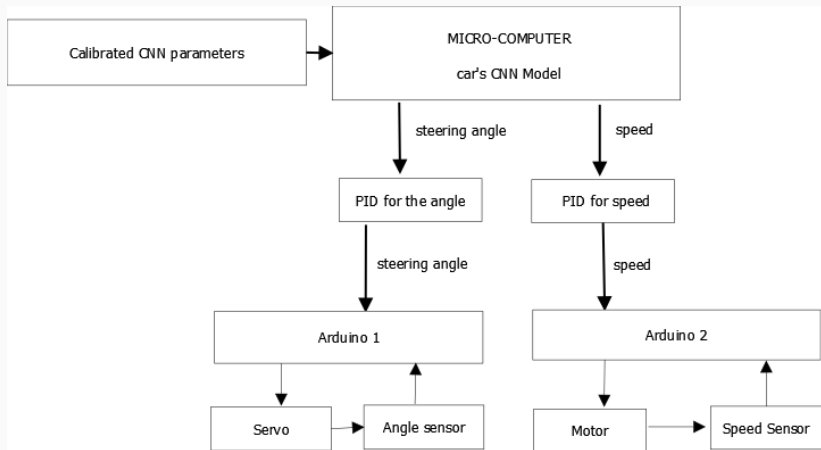 Calibrated CNN parameters
MICRO-COMPUTER
car's CNN Model
steering angle
speed
PID for the angle
PID for speed
steering angle
speed
Arduino 1
Arduino 2
Servo
Angle sensor
Motor
Speed Sensor